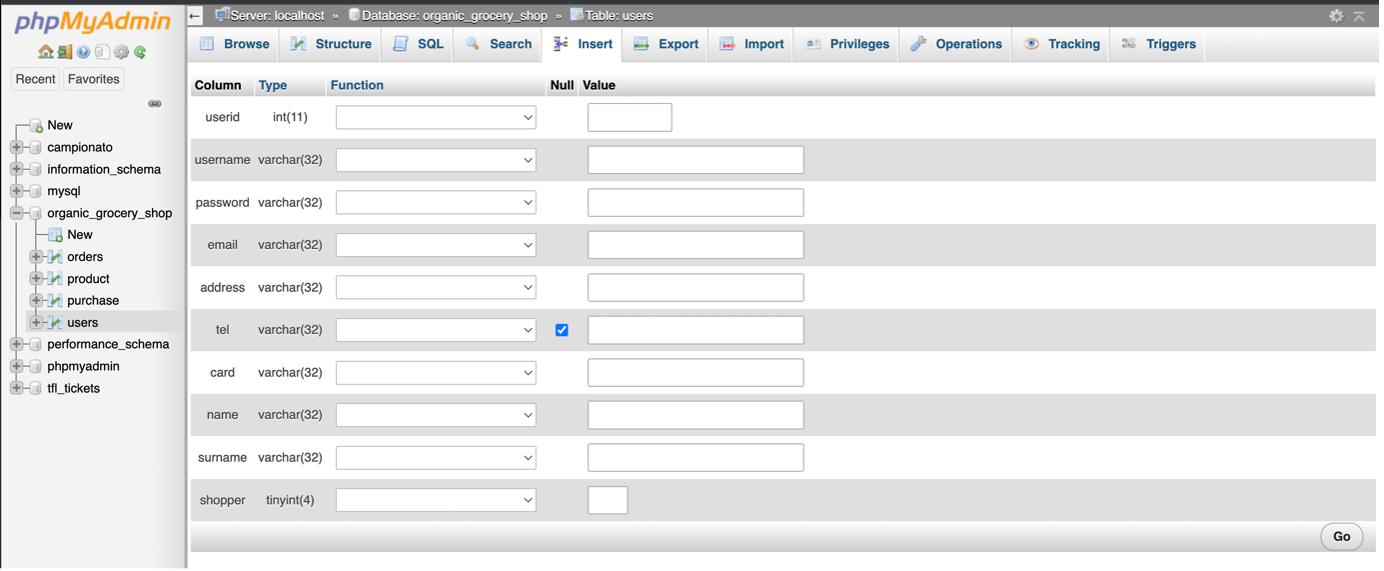 phpMyAdmin
Recent Favorites
New
campionato
information_schema
mysql
organic_grocery_shop
New
orders
product
purchase
users
performance_schema
phpmyadmin
tfl_tickets
← Server: localhost » Database: organic_grocery_shop » Table: users
Browse Structure SQL Search Insert Export Import Privileges Operations Tracking Triggers
Column Type Function Null Value
userid int(11)
username varchar(32)
password varchar(32)
email varchar(32)
address varchar(32)
tel varchar(32)
card varchar(32)
name varchar(32)
surname varchar(32)
shopper tinyint(4)
Go